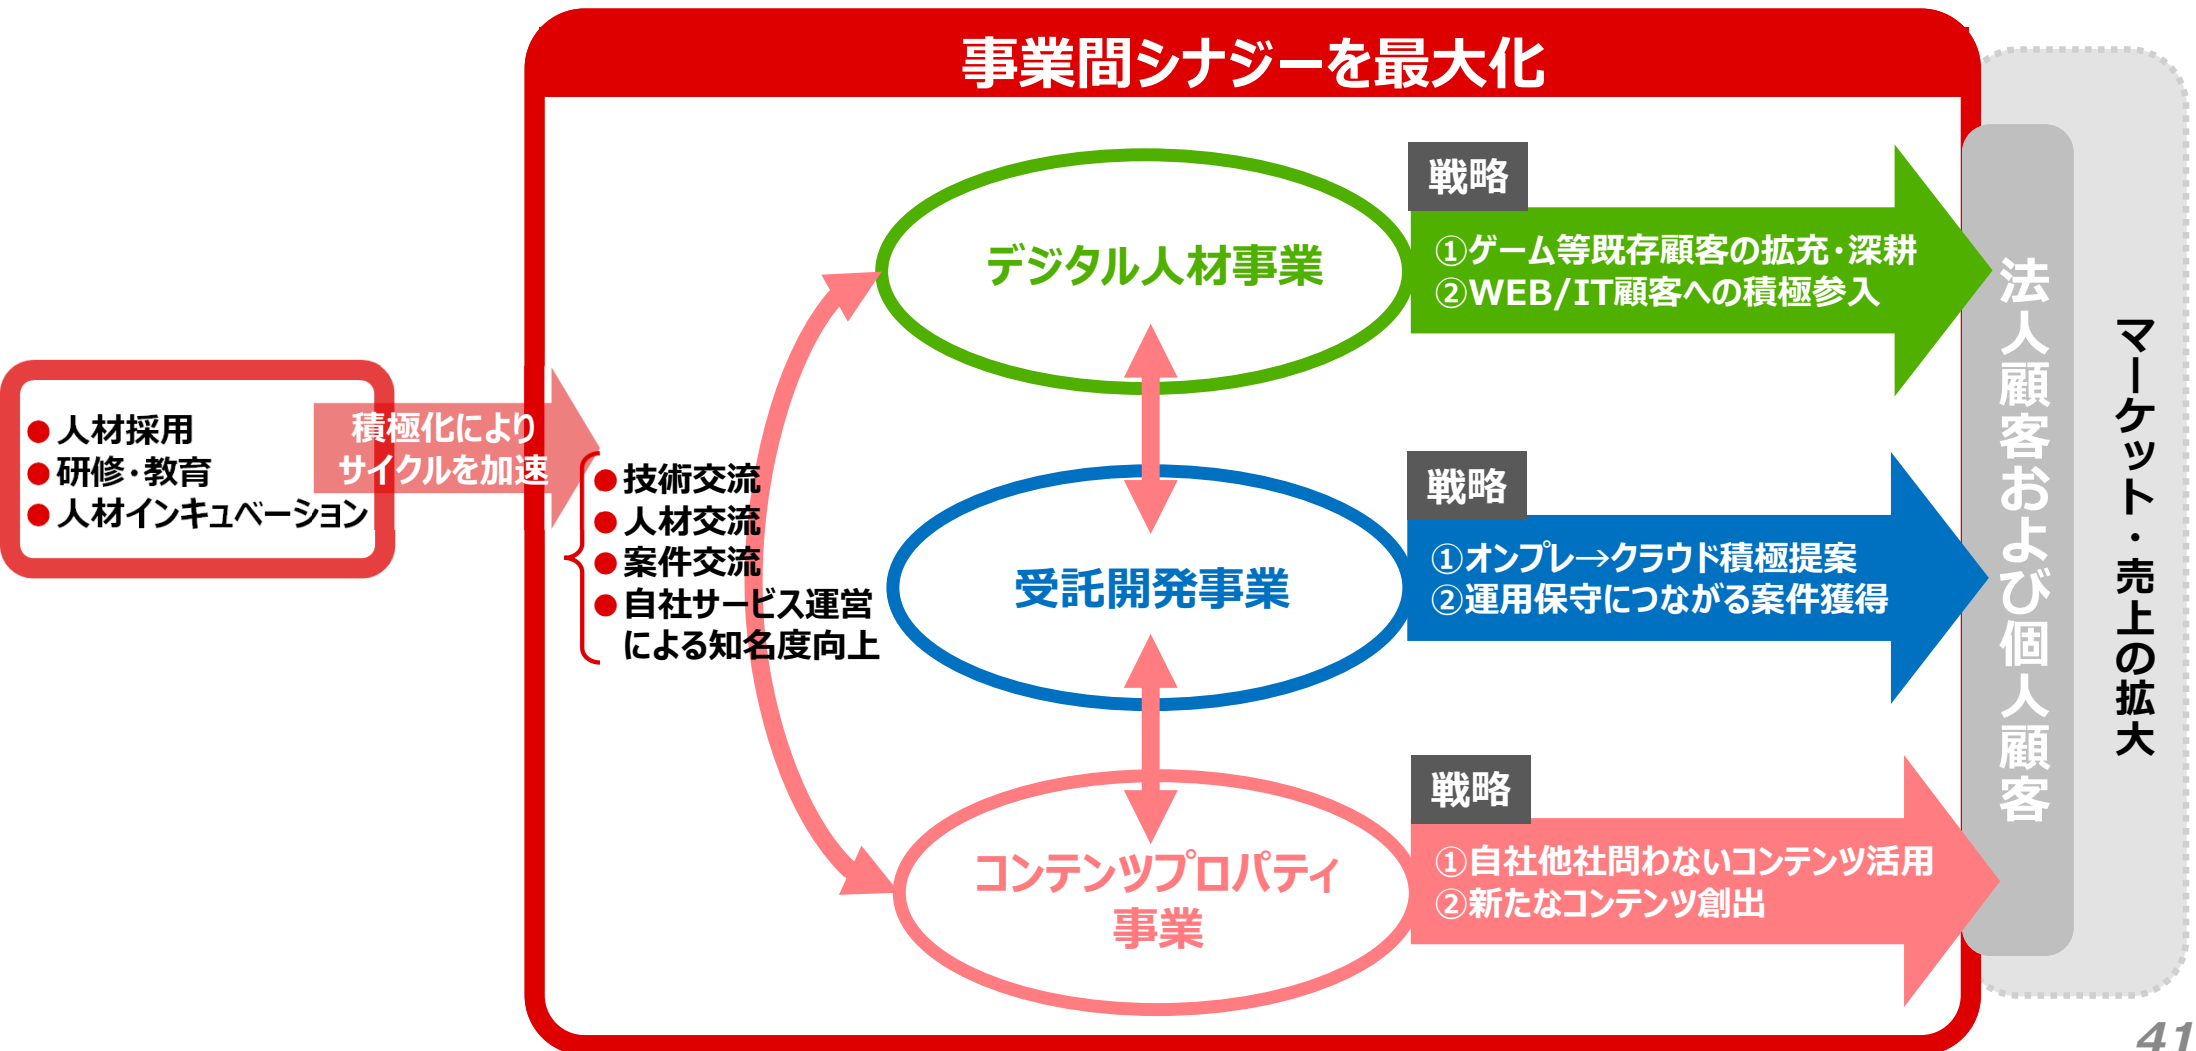 事業間シナジーを最大化
●人材採用
●研修・教育
●人材インキュベーション
積極化により
サイクルを加速
●技術交流
●人材交流
●案件交流
●自社サービス運営
による知名度向上
デジタル人材事業
戦略
①ゲーム等既存顧客の拡充・深耕
②WEB/IT顧客への積極参入
受託開発事業
戦略
①オンプレ→クラウド積極提案
②運用保守につながる案件獲得
コンテンツプロパティ
事業
戦略
①自社他社問わないコンテンツ活用
②新たなコンテンツ創出
法人顧客および個人顧客
マーケット・売上の拡大
41